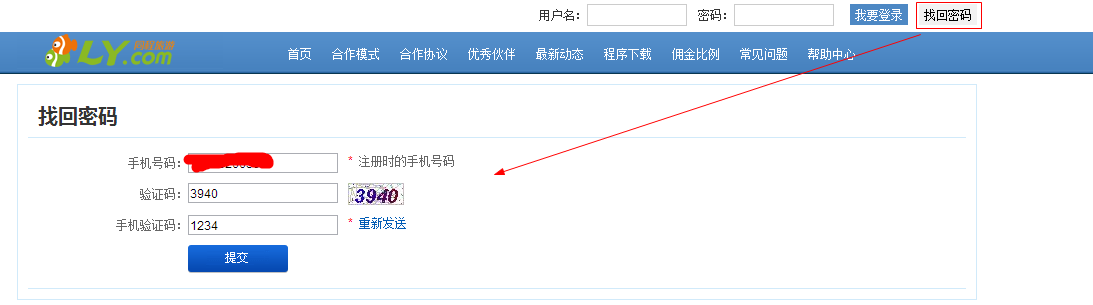 用户名： 密码： 我要登录 找回密码
LY.com
首页 合作模式 合作协议 优秀伙伴 最新动态 程序下载 佣金比例 常见问题 帮助中心
找回密码
手机号码： * 注册时的手机号码
验证码： 3940 3940
手机验证码： 1234 * 重新发送
提交